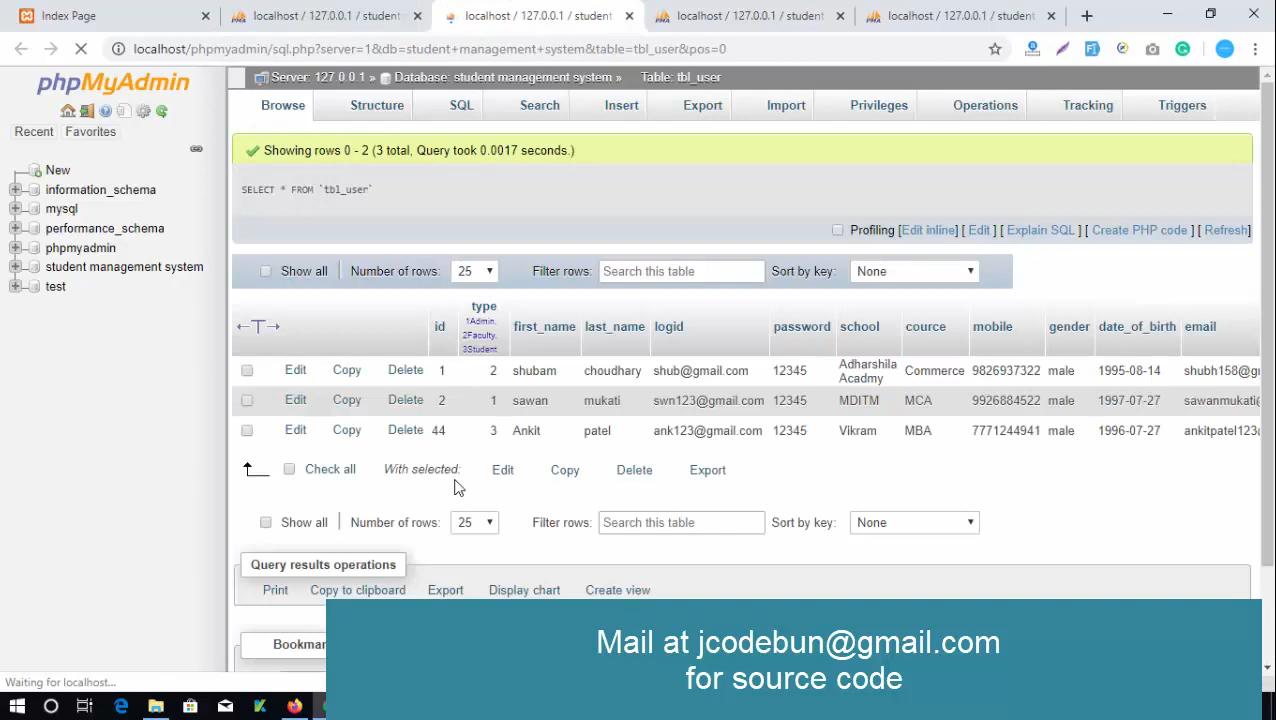 Index Page
localhost / 127.0.0.1 / student
localhost / 127.0.0.1 / student
localhost / 127.0.0.1 / student
localhost / 127.0.0.1 / student
localhost/phpmyadmin/sql.php?server=1&db=student+management+system&table=tbl_user&pos=0
phpMyAdmin
Recent Favorites
New
information_schema
mysql
performance_schema
phpmyadmin
student management system
test
Server: 127 0 0 1 » Database: student management system » Table: tbl_user
Browse Structure SQL Search Insert Export Import Privileges Operations Tracking Triggers
Showing rows 0 - 2 (3 total, Query took 0.0017 seconds.)
SELECT * FROM `tbl_user`
Profiling [Edit inline] [ Edit ] [ Explain SQL ] [ Create PHP code ] [ Refresh]
Show all Number of rows: 25 Filter rows: Search this table Sort by key: None
←T→ id type first_name last_name logid password school cource mobile gender date_of_birth email
1Admin,
2Faculty,
3Student
Edit Copy Delete 1 2 shubam choudhary shub@gmail.com 12345 Adharshila Acadmy Commerce 9826937322 male 1995-08-14 shubh158@g
Edit Copy Delete 2 1 sawan mukati swn123@gmail.com 12345 MDITM MCA 9926884522 male 1997-07-27 sawanmukati
Edit Copy Delete 44 3 Ankit patel ank123@gmail.com 12345 Vikram MBA 7771244941 male 1996-07-27 ankitpatel123
Check all With selected: Edit Copy Delete Export
Show all Number of rows: 25 Filter rows: Search this table Sort by key: None
Query results operations
Print Copy to clipboard Export Display chart Create view
Bookmar
Mail at jcodebun@gmail.com
for source code
Waiting for localhost...